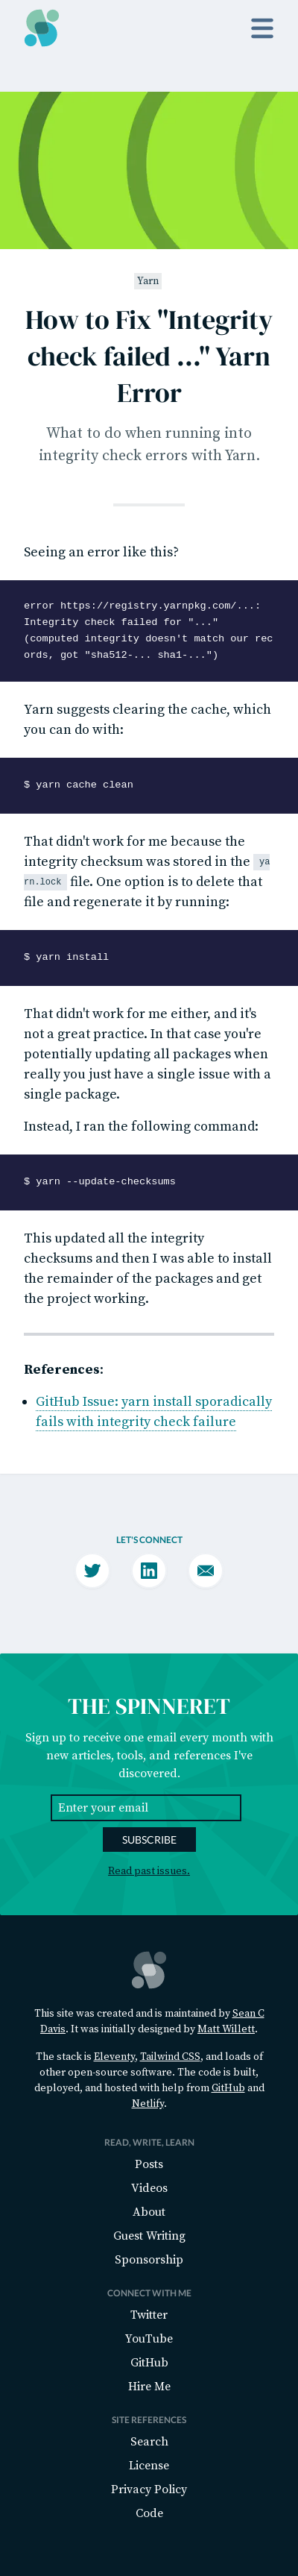 Yarn
How to Fix "Integrity
check failed ..." Yarn
Error
What to do when running into
integrity check errors with Yarn.
Seeing an error like this?
error https://registry.yarnpkg.com/...:
Integrity check failed for "..."
(computed integrity doesn't match our rec
ords, got "sha512-... sha1-...")
Yarn suggests clearing the cache, which
you can do with:
$ yarn cache clean
That didn't work for me because the
integrity checksum was stored in the ya
rn.lock file. One option is to delete that
file and regenerate it by running:
$ yarn install
That didn't work for me either, and it's
not a great practice. In that case you're
potentially updating all packages when
really you just have a single issue with a
single package.
Instead, I ran the following command:
$ yarn --update-checksums
This updated all the integrity
checksums and then I was able to install
the remainder of the packages and get
the project working.
References:
GitHub Issue: yarn install sporadically
fails with integrity check failure
LET'S CONNECT
THE SPINNERET
Sign up to receive one email every month with
new articles, tools, and references I've
discovered.
Enter your email
SUBSCRIBE
Read past issues.
This site was created and is maintained by Sean C
Davis. It was initially designed by Matt Willett.
The stack is Eleventy, Tailwind CSS, and loads of
other open-source software. The code is built,
deployed, and hosted with help from GitHub and
Netlify.
READ, WRITE, LEARN
Posts
Videos
About
Guest Writing
Sponsorship
CONNECT WITH ME
Twitter
YouTube
GitHub
Hire Me
SITE REFERENCES
Search
License
Privacy Policy
Code